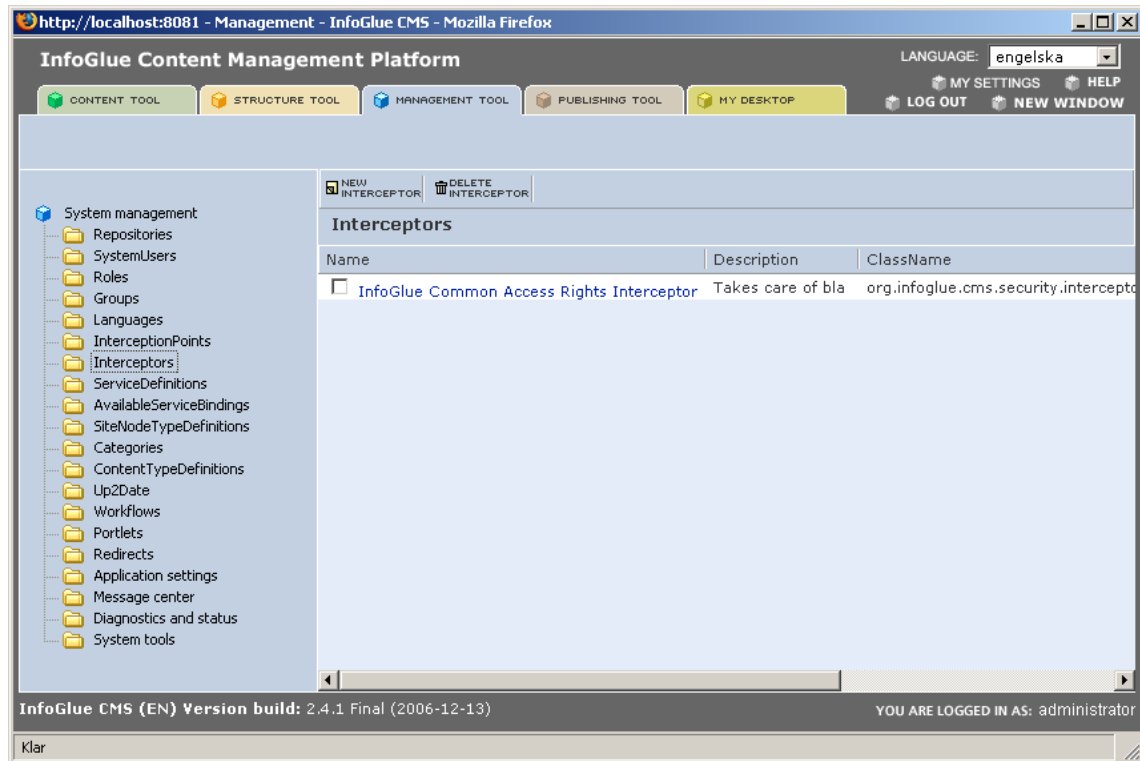 http://localhost:8081 - Management - InfoGlue CMS - Mozilla Firefox
InfoGlue Content Management Platform
LANGUAGE: engelska
MY SETTINGS HELP
LOG OUT NEW WINDOW
CONTENT TOOL STRUCTURE TOOL MANAGEMENT TOOL PUBLISHING TOOL MY DESKTOP
NEW INTERCEPTOR
DELETE INTERCEPTOR
System management
Repositories
SystemUsers
Roles
Groups
Languages
InterceptionPoints
Interceptors
ServiceDefinitions
AvailableServiceBindings
SiteNodeTypeDefinitions
Categories
ContentTypeDefinitions
Up2Date
Workflows
Portlets
Redirects
Application settings
Message center
Diagnostics and status
System tools
Interceptors
Name Description ClassName
InfoGlue Common Access Rights Interceptor Takes care of bla org.infoglue.cms.security.intercepto
InfoGlue CMS (EN) Version build: 2.4.1 Final (2006-12-13)
YOU ARE LOGGED IN AS: administrator
Klar